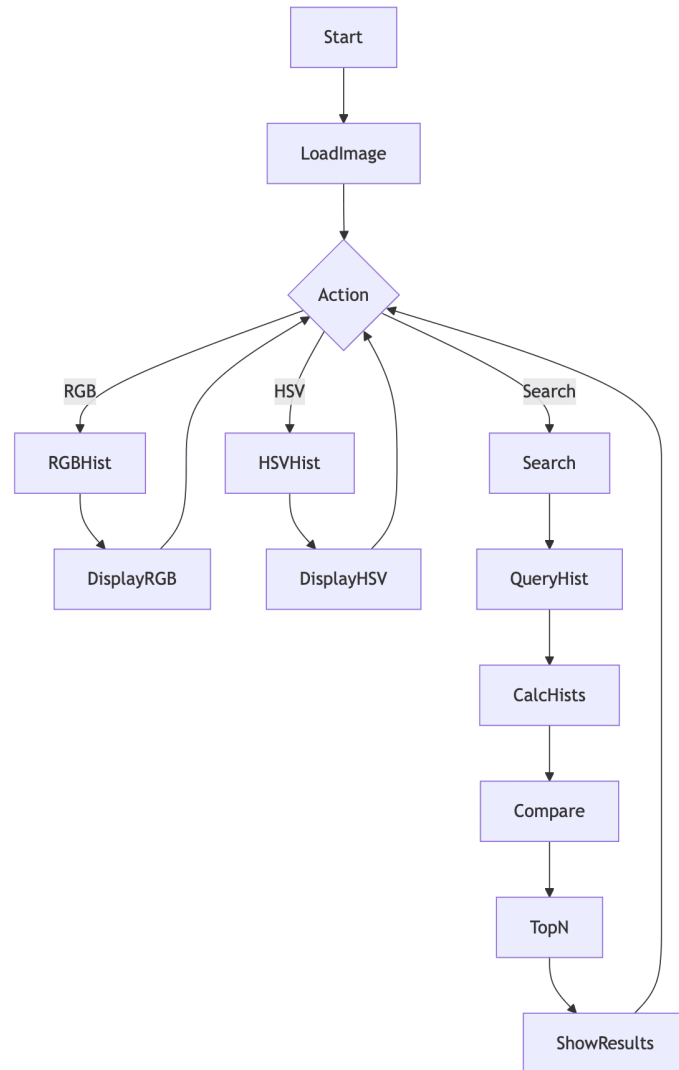 Start
LoadImage
Action
RGB
HSV
Search
RGBHist
HSVHist
Search
DisplayRGB
DisplayHSV
QueryHist
CalcHists
Compare
TopN
ShowResults